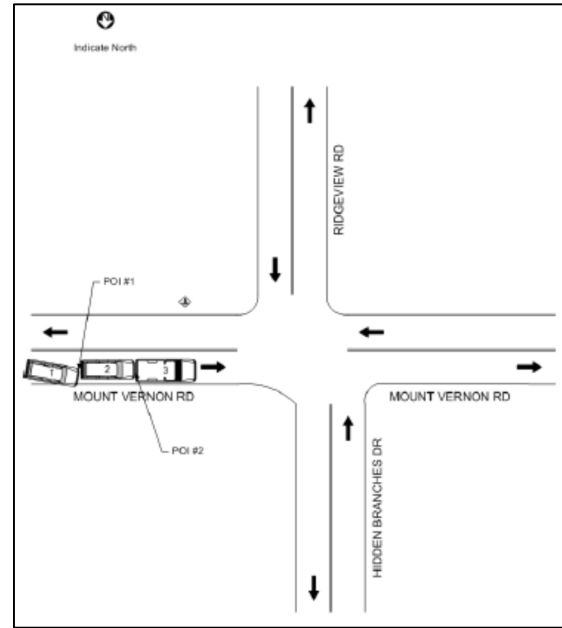 Indicate North
RIDGEVIEW RD
POI #1
1
2
3
MOUNT VERNON RD
MOUNT VERNON RD
POI #2
HIDDEN BRANCHES DR